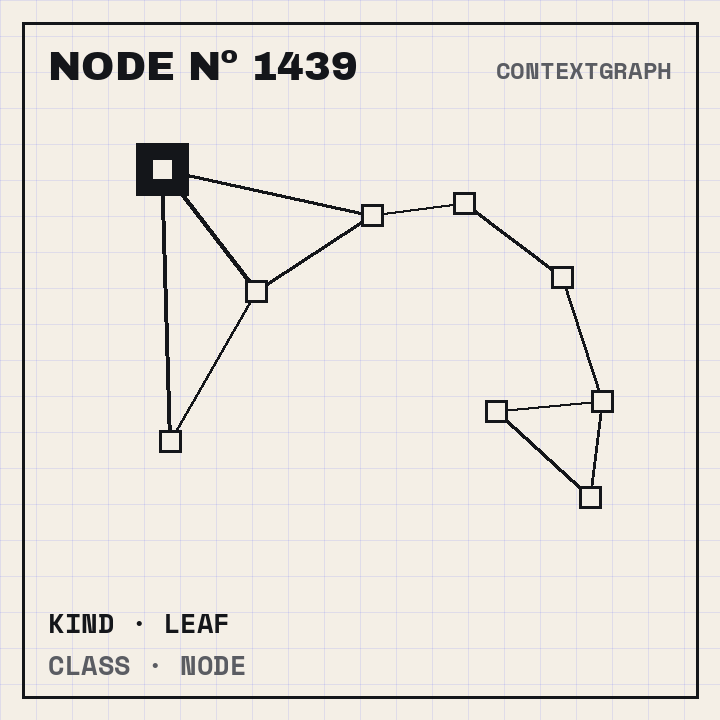 NODE Nº 1439
CONTEXTGRAPH
KIND · LEAF
CLASS · NODE